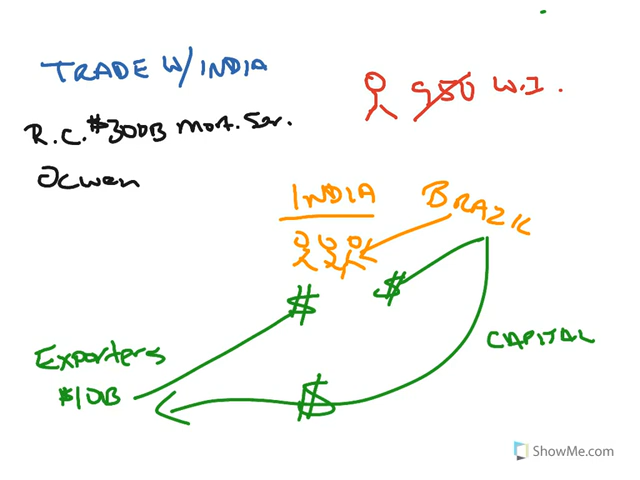 TRADE W/ INDIA
950 W.I.
R.C. $300B Mort. Ser.
Ocwen
INDIA
BRAZIL
$
$
CAPITAL
Exporters
$10B
$
ShowMe.com